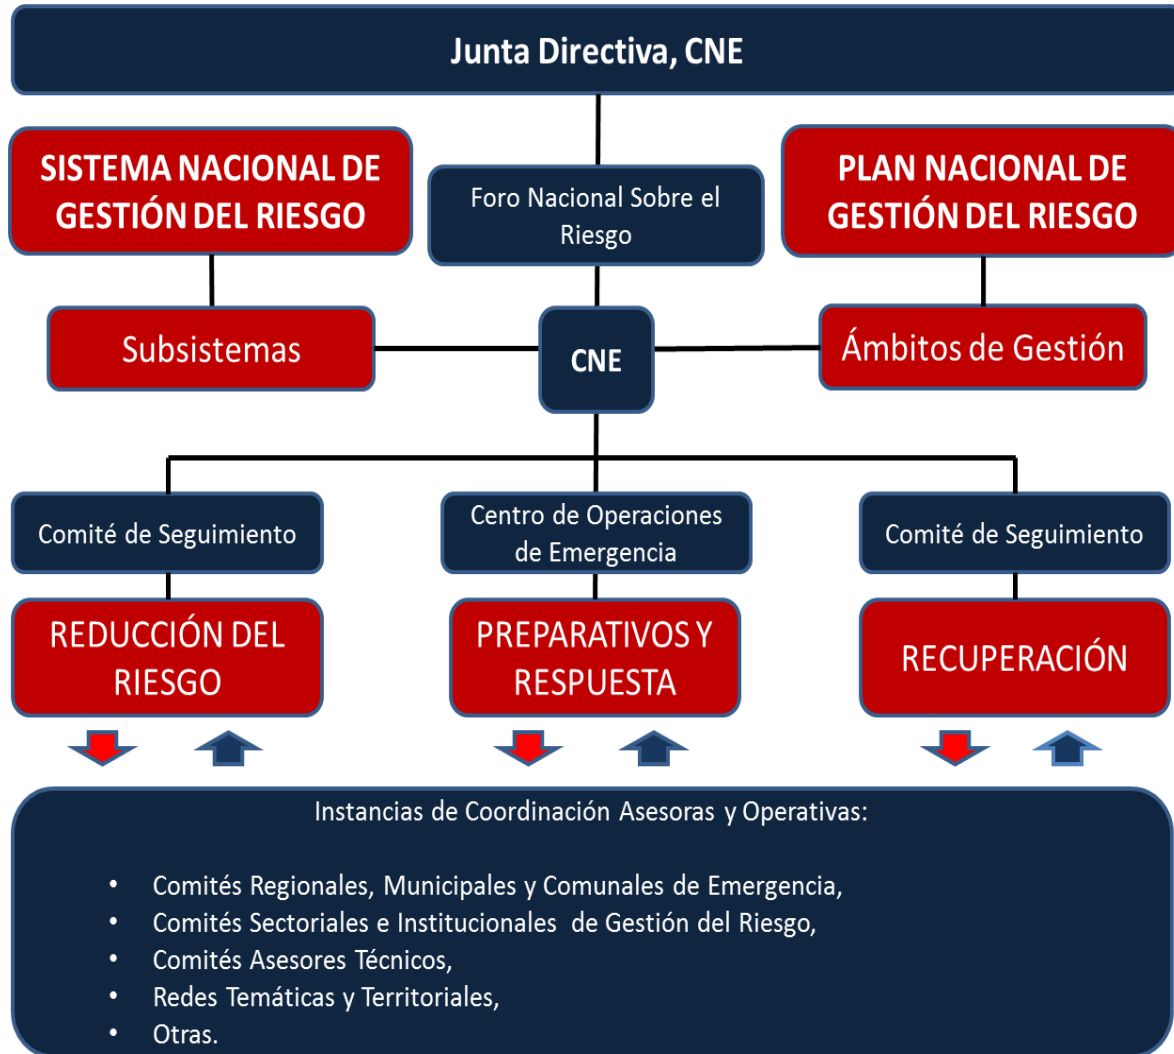 Junta Directiva, CNE
SISTEMA NACIONAL DE
GESTIÓN DEL RIESGO
Foro Nacional Sobre el
Riesgo
PLAN NACIONAL DE
GESTIÓN DEL RIESGO
Subsistemas
CNE
Ámbitos de Gestión
Comité de Seguimiento
Centro de Operaciones
de Emergencia
Comité de Seguimiento
REDUCCIÓN DEL
RIESGO
PREPARATIVOS Y
RESPUESTA
RECUPERACIÓN
Instancias de Coordinación Asesoras y Operativas:
• Comités Regionales, Municipales y Comunales de Emergencia,
• Comités Sectoriales e Institucionales de Gestión del Riesgo,
• Comités Asesores Técnicos,
• Redes Temáticas y Territoriales,
• Otras.